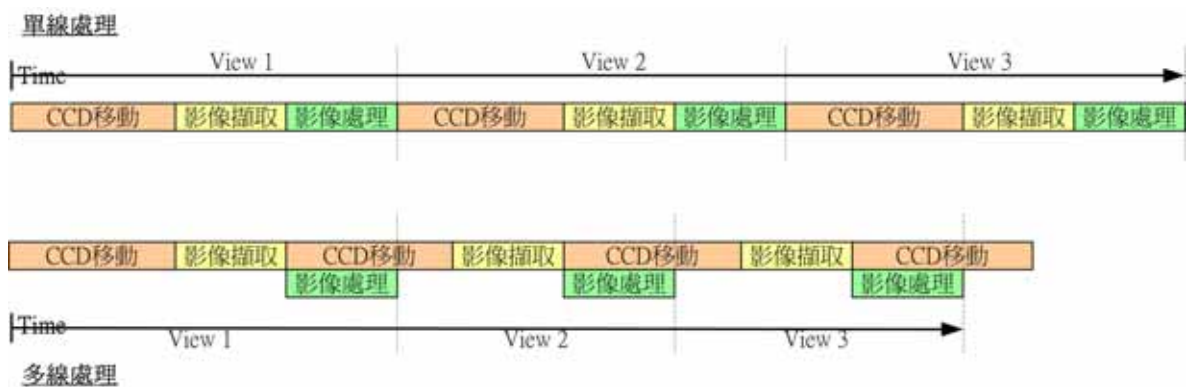 單線處理
View 1 View 2 View 3
Time
CCD移動 影像擷取 影像處理 CCD移動 影像擷取 影像處理 CCD移動 影像擷取 影像處理
CCD移動 影像擷取 CCD移動 影像擷取 CCD移動 影像擷取 CCD移動
影像處理 影像處理 影像處理
Time
View 1 View 2 View 3
多線處理